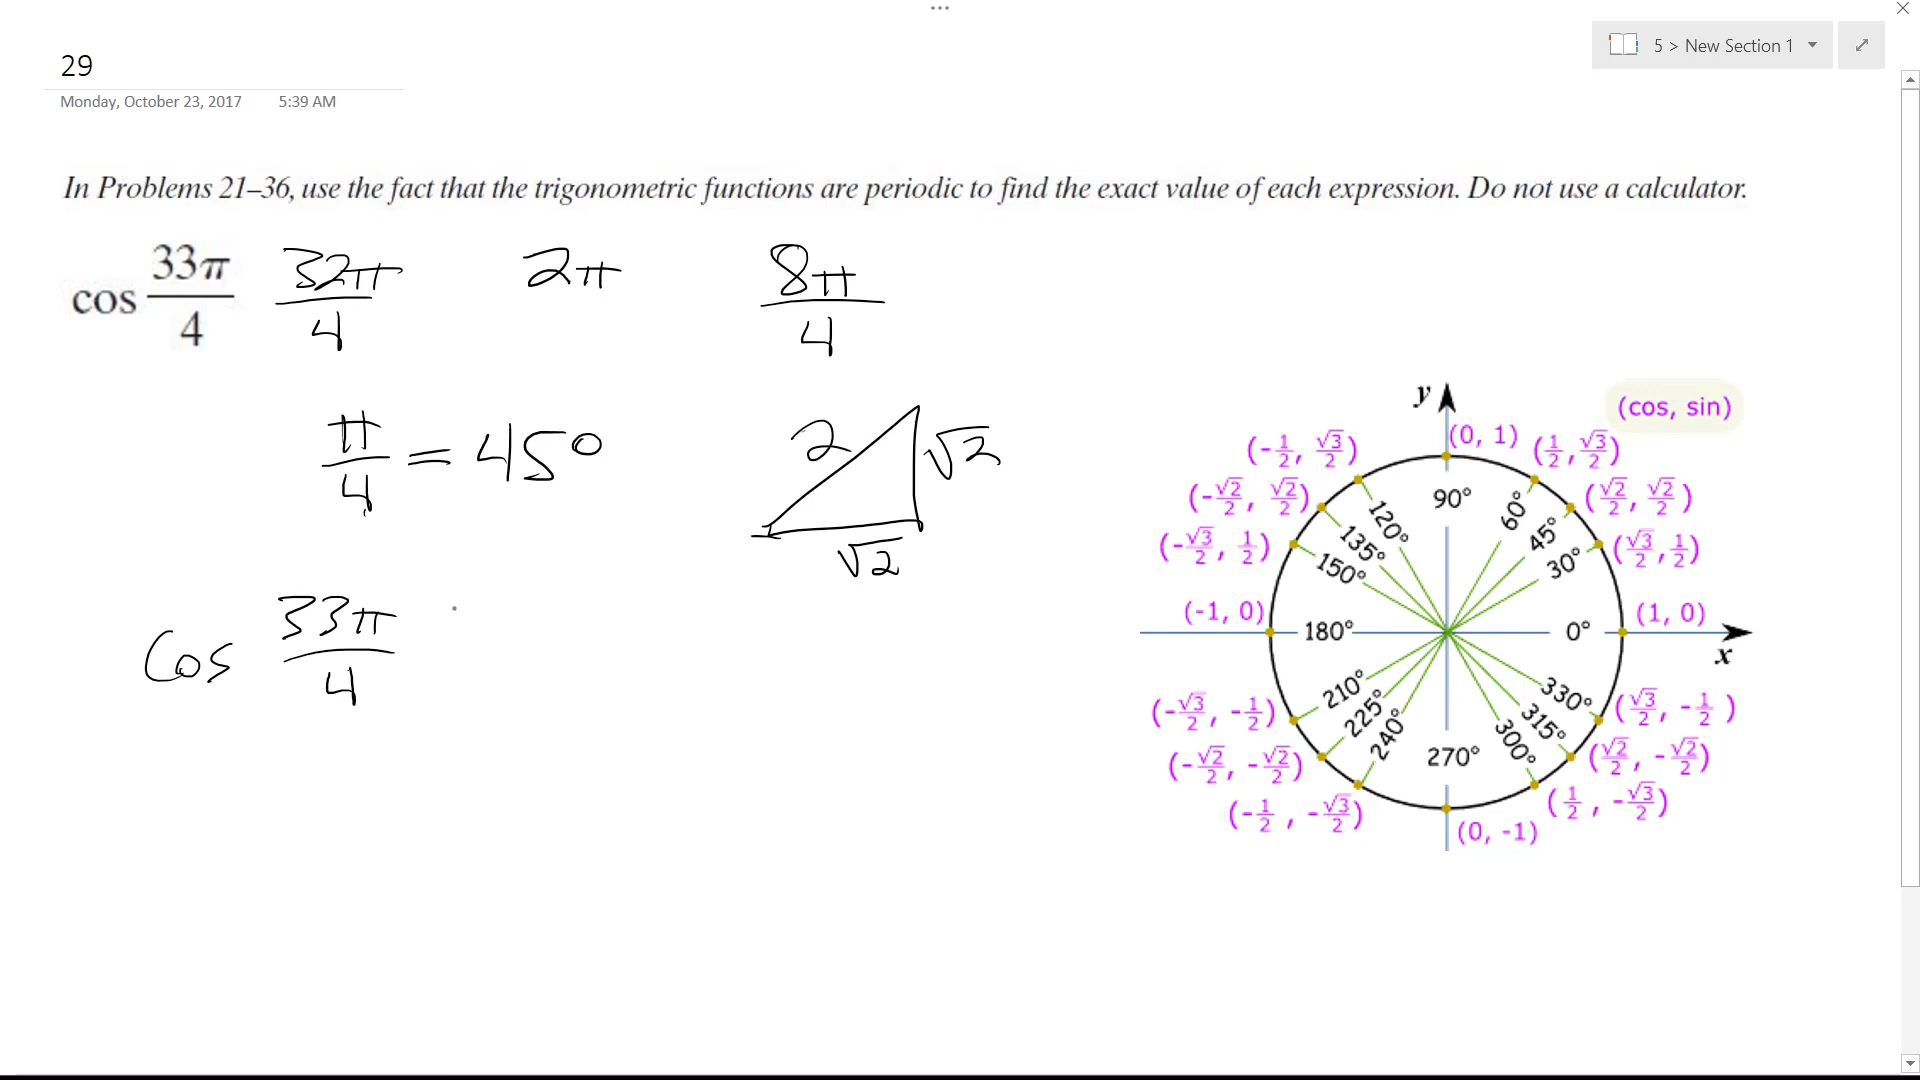 5 > New Section 1
29
Monday, October 23, 2017 5:39 AM
In Problems 21–36, use the fact that the trigonometric functions are periodic to find the exact value of each expression. Do not use a calculator.
cos 33π/4 32π/4 2π 8π/4
π/4 = 45° 2 √2
√2
cos 33π/4
y
(cos, sin)
(0, 1)
(-1/2, √3/2) (1/2, √3/2)
(-√2/2, √2/2) (√2/2, √2/2)
(-√3/2, 1/2) (√3/2, 1/2)
90°
120° 60°
135° 45°
150° 30°
(-1, 0) (1, 0)
180° 0°
x
210° 330°
225° 315°
240° 300°
270°
(-√3/2, -1/2) (√3/2, -1/2)
(-√2/2, -√2/2) (√2/2, -√2/2)
(-1/2, -√3/2) (1/2, -√3/2)
(0, -1)